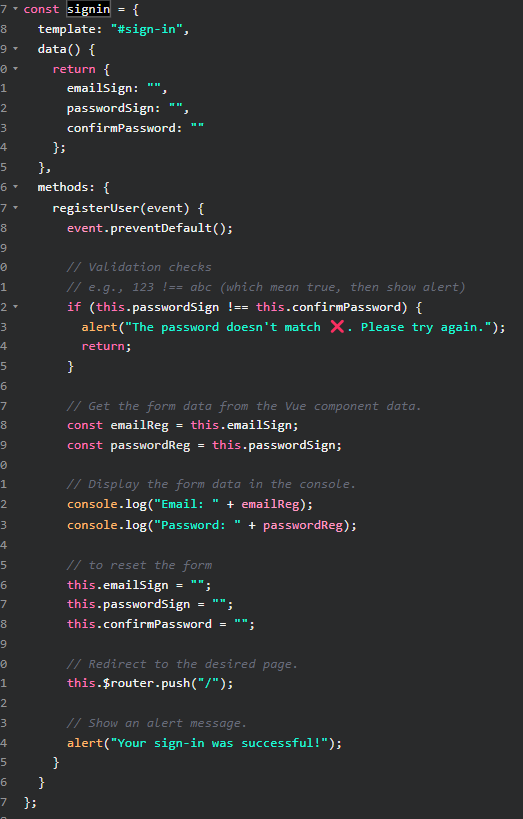 7 const signin = {
8 template: "#sign-in",
9 data() {
0 return {
1 emailSign: "",
2 passwordSign: "",
3 confirmPassword: ""
4 };
5 },
6 methods: {
7 registerUser(event) {
8 event.preventDefault();
9
0 // Validation checks
1 // e.g., 123 !== abc (which mean true, then show alert)
2 if (this.passwordSign !== this.confirmPassword) {
3 alert("The password doesn't match ❌. Please try again.");
4 return;
5 }
6
7 // Get the form data from the Vue component data.
8 const emailReg = this.emailSign;
9 const passwordReg = this.passwordSign;
0
1 // Display the form data in the console.
2 console.log("Email: " + emailReg);
3 console.log("Password: " + passwordReg);
4
5 // to reset the form
6 this.emailSign = "";
7 this.passwordSign = "";
8 this.confirmPassword = "";
9
0 // Redirect to the desired page.
1 this.$router.push("/");
2
3 // Show an alert message.
4 alert("Your sign-in was successful!");
5 }
6 }
7 };